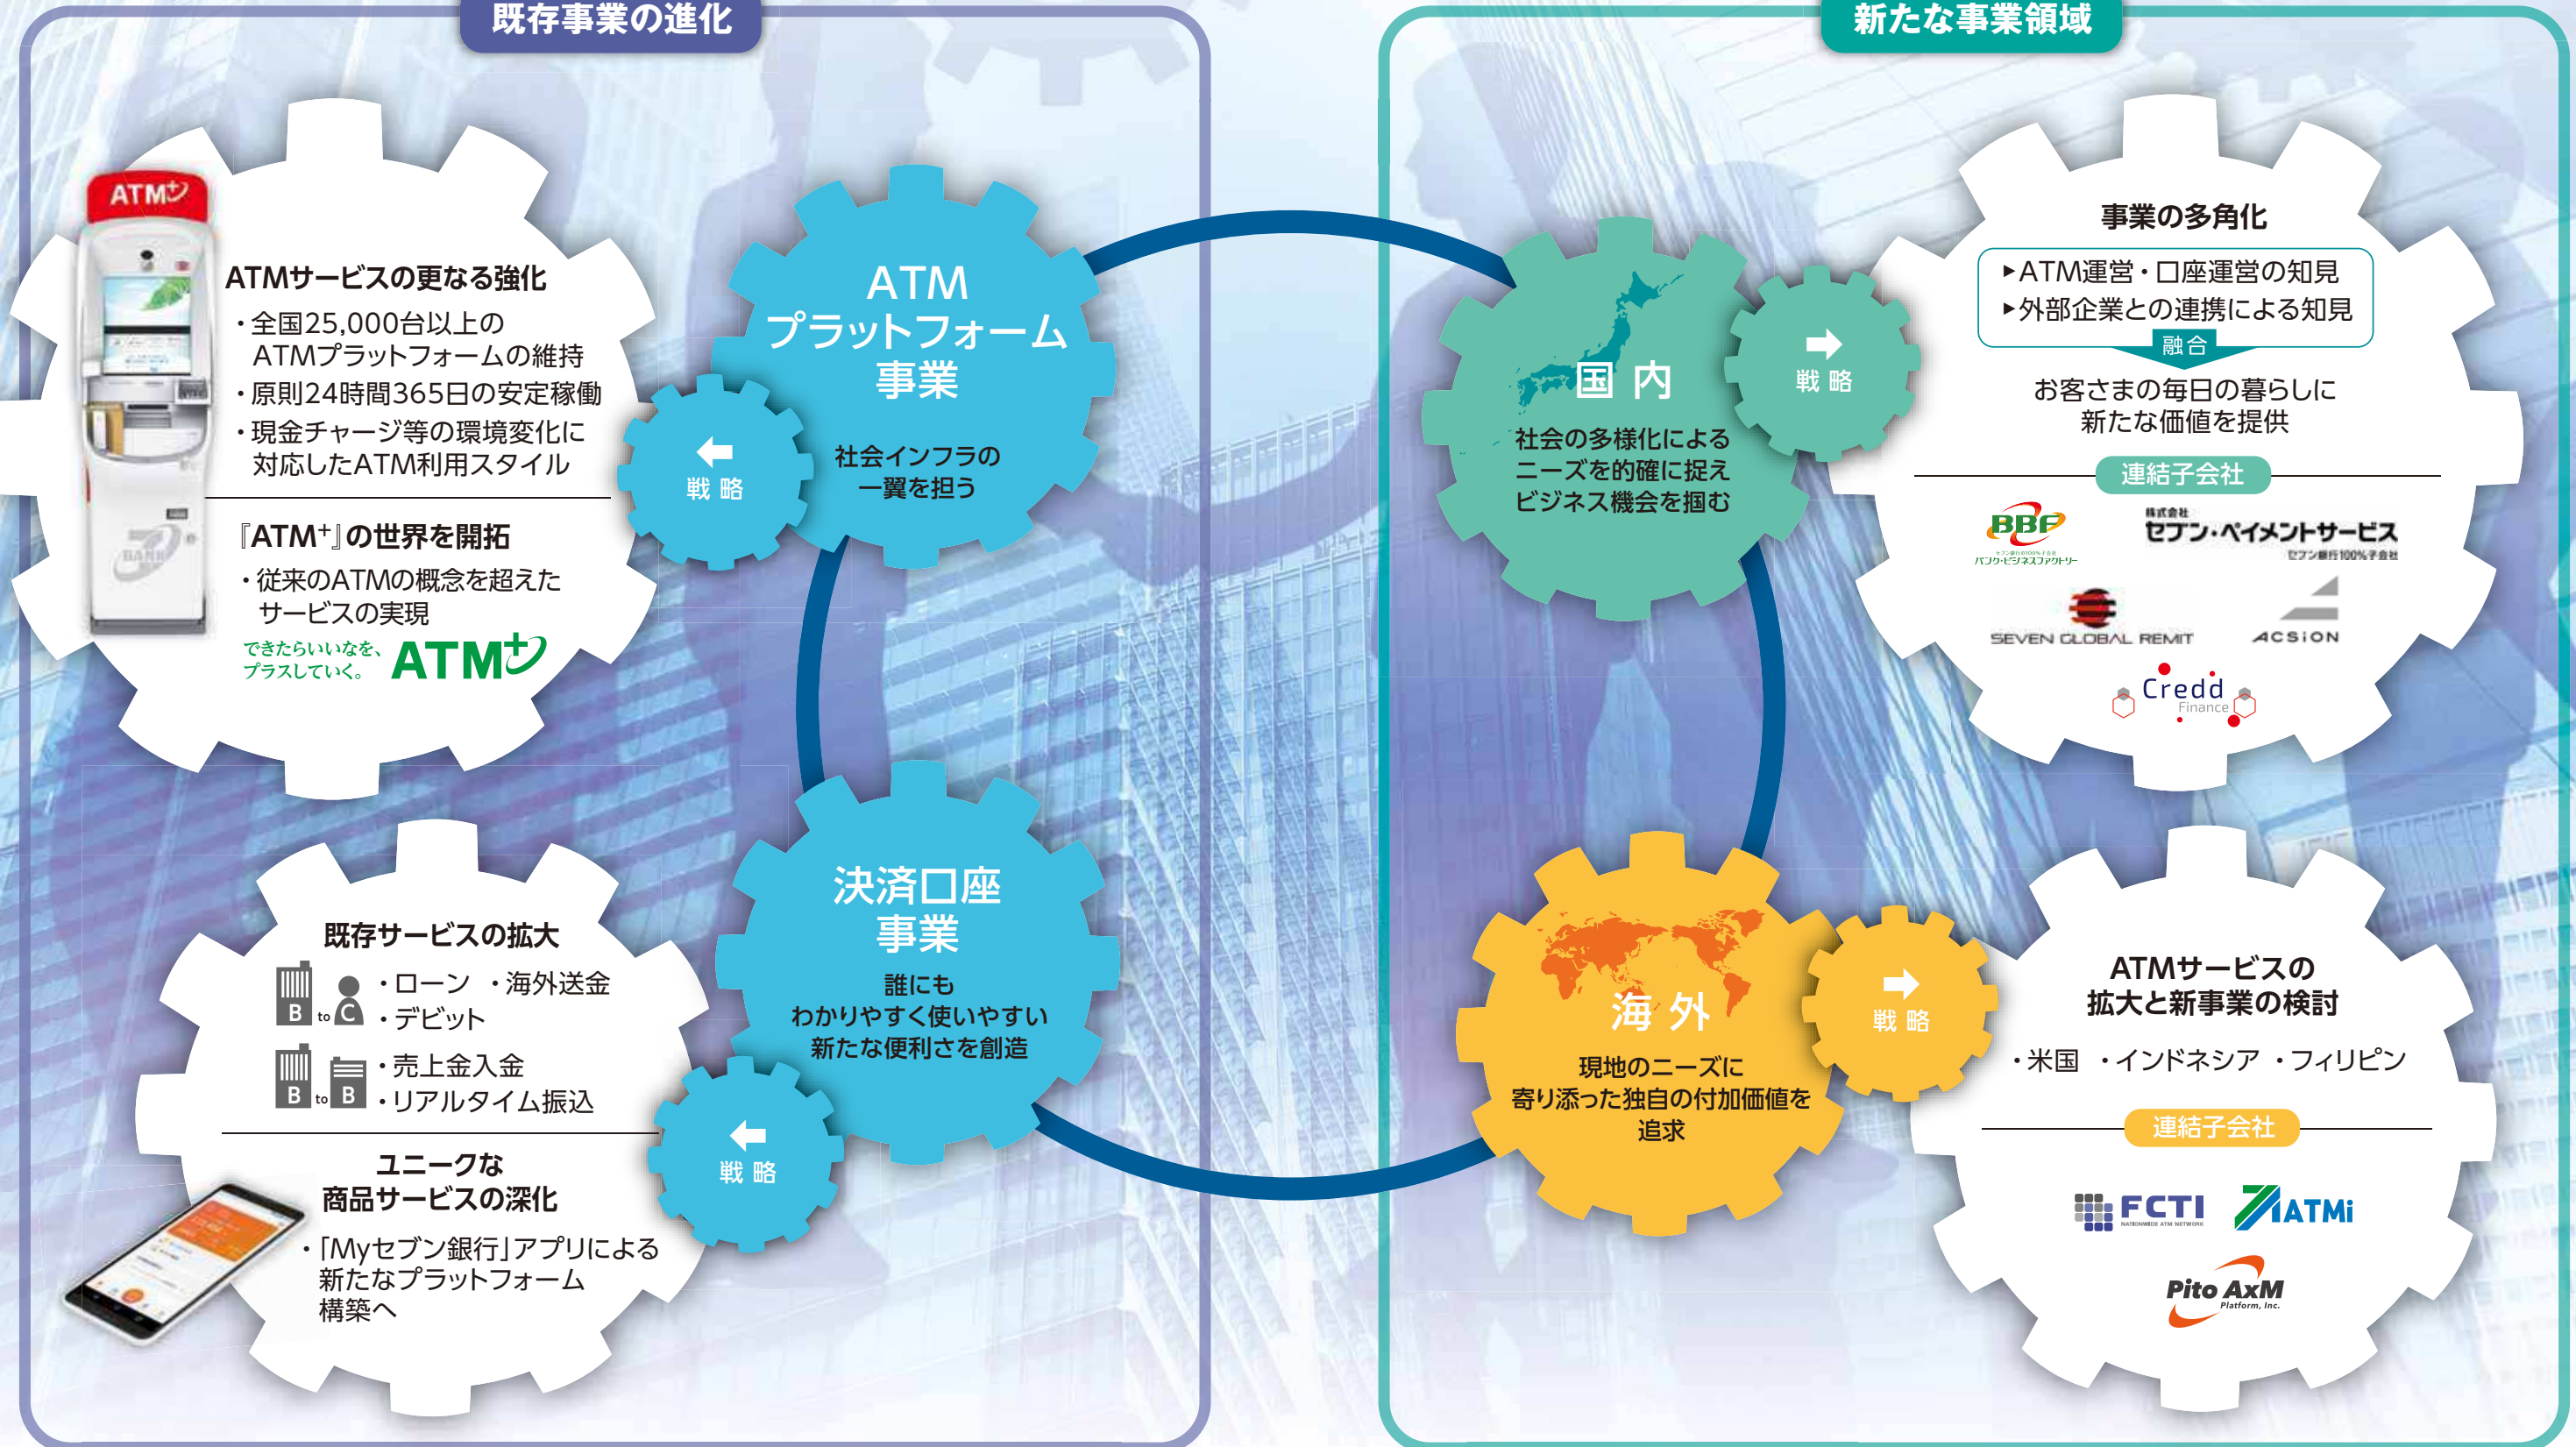 既存事業の進化
ATM+
ATMサービスの更なる強化
・全国25,000台以上の
ATMプラットフォームの維持
・原則24時間365日の安定稼働
・現金チャージ等の環境変化に
対応したATM利用スタイル
『ATM+』の世界を開拓
・従来のATMの概念を超えた
サービスの実現
できたらいいなを、
プラスしていく。
ATM+
BANK
ATM
プラットフォーム
事業
社会インフラの
一翼を担う
戦略
既存サービスの拡大
B to C
・ローン ・海外送金
・デビット
B to B
・売上金入金
・リアルタイム振込
ユニークな
商品サービスの深化
・「Myセブン銀行」アプリによる
新たなプラットフォーム
構築へ
決済口座
事業
誰にも
わかりやすく使いやすい
新たな便利さを創造
戦略
新たな事業領域
国内
社会の多様化による
ニーズを的確に捉え
ビジネス機会を掴む
戦略
事業の多角化
▶ATM運営・口座運営の知見
▶外部企業との連携による知見
融合
お客さまの毎日の暮らしに
新たな価値を提供
連結子会社
BBF
セブン銀行の100%子会社
バンク・ビジネスファクトリー
株式会社
セブン・ペイメントサービス
セブン銀行100%子会社
SEVEN GLOBAL REMIT
ACSiON
Credd
Finance
海外
現地のニーズに
寄り添った独自の付加価値を
追求
戦略
ATMサービスの
拡大と新事業の検討
・米国 ・インドネシア ・フィリピン
連結子会社
FCTI
NATIONWIDE ATM NETWORK
ATMi
Pito AxM
Platform, Inc.